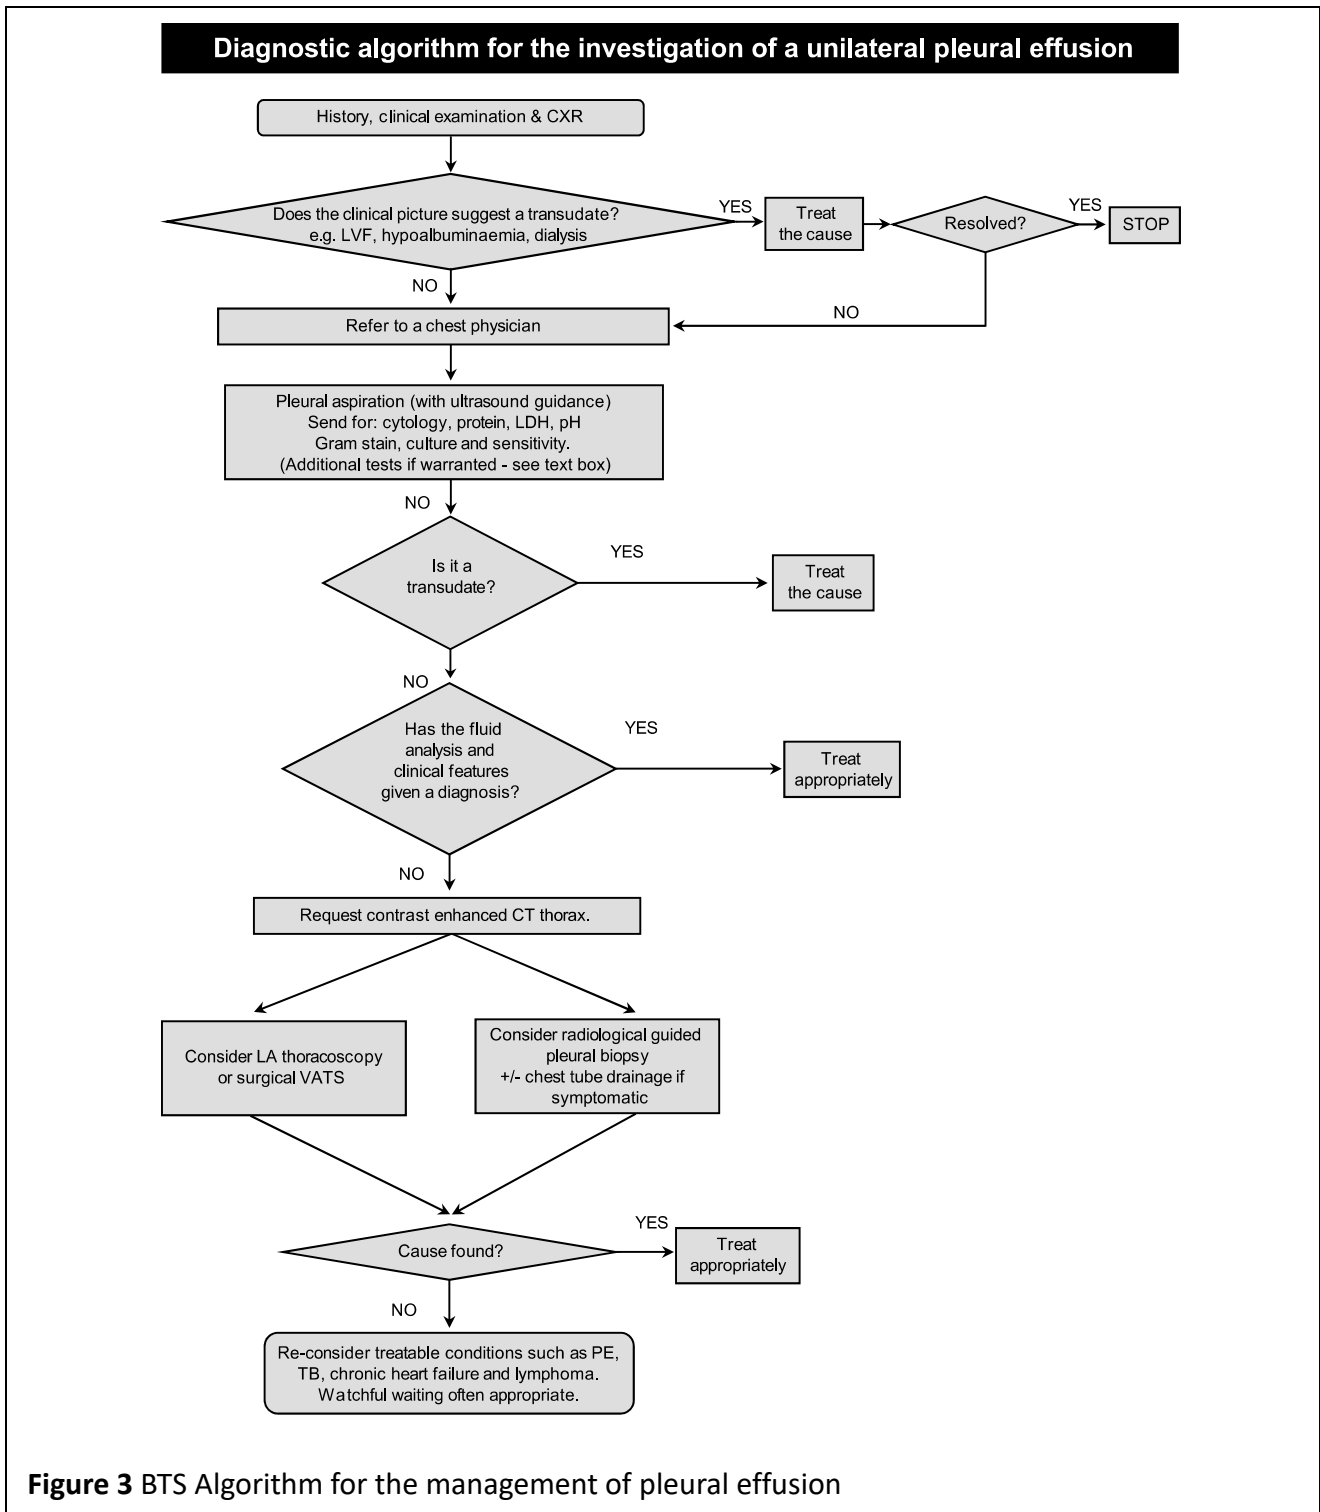 Diagnostic algorithm for the investigation of a unilateral pleural effusion
History, clinical examination & CXR
Does the clinical picture suggest a transudate?
e.g. LVF, hypoalbuminaemia, dialysis
YES
Treat
the cause
Resolved?
YES
STOP
NO
NO
Refer to a chest physician
Pleural aspiration (with ultrasound guidance)
Send for: cytology, protein, LDH, pH
Gram stain, culture and sensitivity.
(Additional tests if warranted - see text box)
NO
Is it a
transudate?
YES
Treat
the cause
NO
Has the fluid
analysis and
clinical features
given a diagnosis?
YES
Treat
appropriately
NO
Request contrast enhanced CT thorax.
Consider LA thoracoscopy
or surgical VATS
Consider radiological guided
pleural biopsy
+/- chest tube drainage if
symptomatic
Cause found?
YES
Treat
appropriately
NO
Re-consider treatable conditions such as PE,
TB, chronic heart failure and lymphoma.
Watchful waiting often appropriate.
Figure 3 BTS Algorithm for the management of pleural effusion